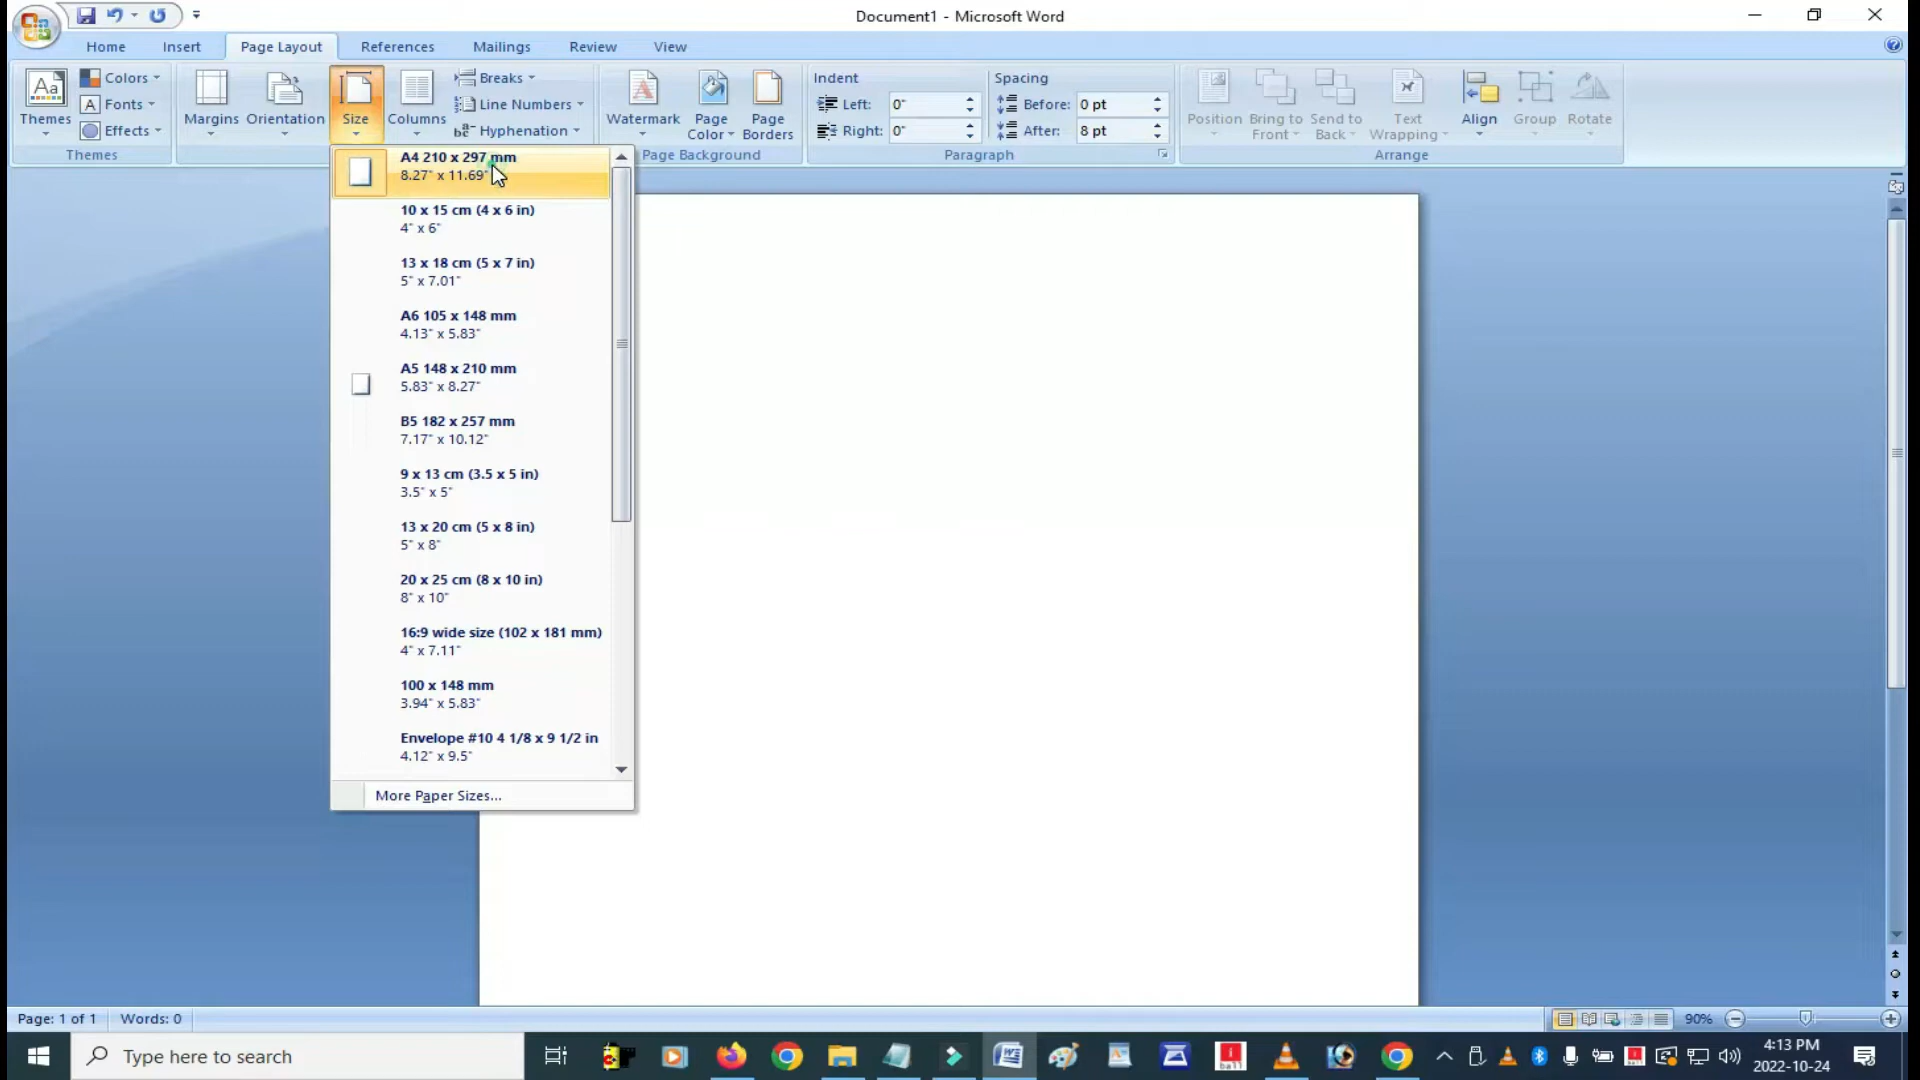 Document1 - Microsoft Word
Home Insert Page Layout References Mailings Review View
Aa Colors Breaks Indent Spacing
A Fonts Line Numbers Left: 0" Before: 0 pt
Themes Effects Margins Orientation Size Columns Hyphenation Watermark Page Color Page Borders Right: 0" After: 8 pt Position Bring to Front Send to Back Text Wrapping Align Group Rotate
Themes Page Background Paragraph Arrange
A4 210 x 297 mm
8.27" x 11.69"
10 x 15 cm (4 x 6 in)
4" x 6"
13 x 18 cm (5 x 7 in)
5" x 7.01"
A6 105 x 148 mm
4.13" x 5.83"
A5 148 x 210 mm
5.83" x 8.27"
B5 182 x 257 mm
7.17" x 10.12"
9 x 13 cm (3.5 x 5 in)
3.5" x 5"
13 x 20 cm (5 x 8 in)
5" x 8"
20 x 25 cm (8 x 10 in)
8" x 10"
16:9 wide size (102 x 181 mm)
4" x 7.11"
100 x 148 mm
3.94" x 5.83"
Envelope #10 4 1/8 x 9 1/2 in
4.12" x 9.5"
More Paper Sizes...
Page: 1 of 1 Words: 0 90%
Type here to search
4:13 PM
2022-10-24